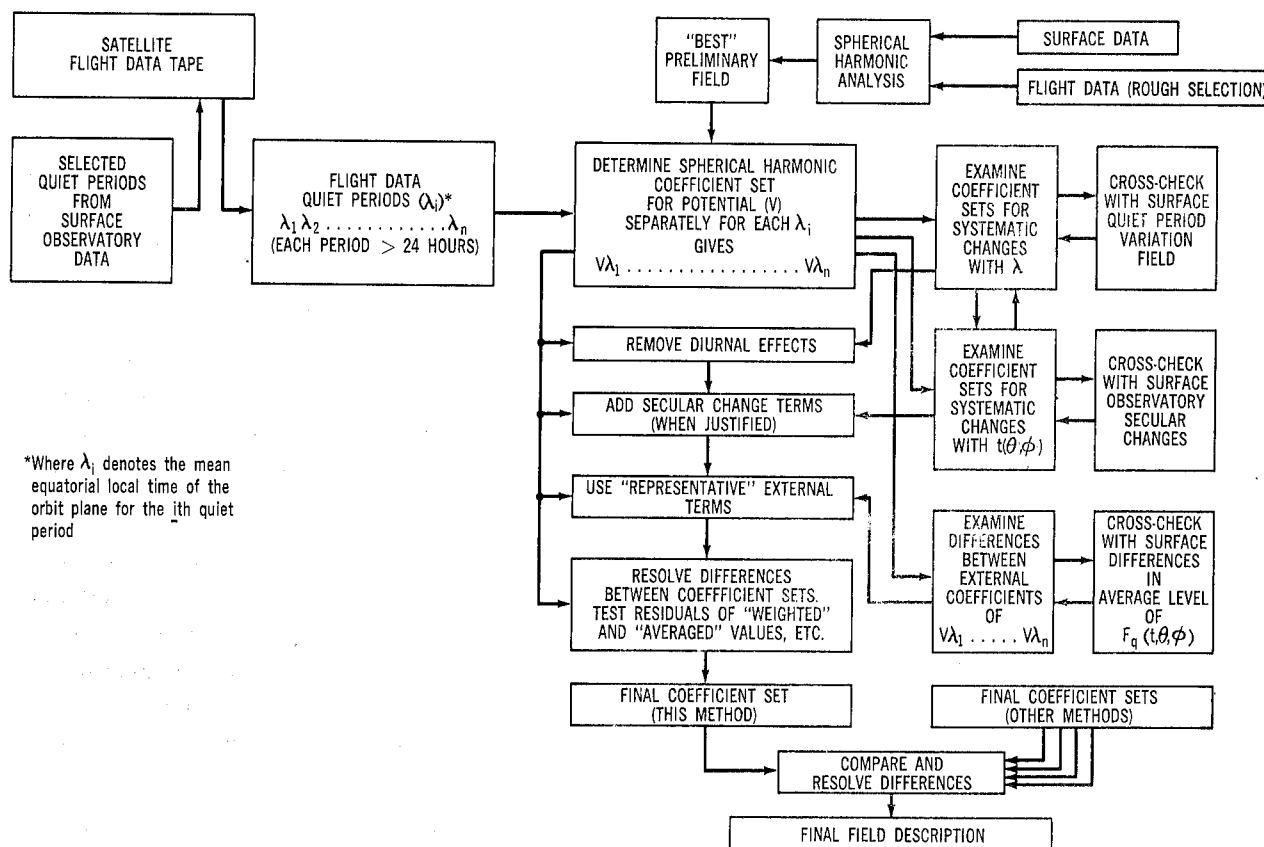 SATELLITE
FLIGHT DATA TAPE
"BEST"
PRELIMINARY
FIELD
SPHERICAL
HARMONIC
ANALYSIS
SURFACE DATA
FLIGHT DATA (ROUGH SELECTION)
SELECTED
QUIET PERIODS
FROM
SURFACE
OBSERVATORY
DATA
FLIGHT DATA
QUIET PERIODS (λi)*
λ1 λ2 . . . . . . . . . . . . λn
(EACH PERIOD > 24 HOURS)
DETERMINE SPHERICAL HARMONIC
COEFFICIENT SET
FOR POTENTIAL (V)
SEPARATELY FOR EACH λi
GIVES
Vλ1 . . . . . . . . . . . . . . . . . . Vλn
EXAMINE
COEFFICIENT
SETS FOR
SYSTEMATIC
CHANGES
WITH λ
CROSS-CHECK
WITH SURFACE
QUIET PERIOD
VARIATION
FIELD
REMOVE DIURNAL EFFECTS
ADD SECULAR CHANGE TERMS
(WHEN JUSTIFIED)
EXAMINE
COEFFICIENT
SETS FOR
SYSTEMATIC
CHANGES
WITH t(θ,ϕ)
CROSS-CHECK
WITH SURFACE
OBSERVATORY
SECULAR
CHANGES
*Where λi denotes the mean
equatorial local time of the
orbit plane for the ith quiet
period
USE "REPRESENTATIVE" EXTERNAL
TERMS
RESOLVE DIFFERENCES
BETWEEN COEFFFICIENT SETS.
TEST RESIDUALS OF "WEIGHTED"
AND "AVERAGED" VALUES, ETC.
EXAMINE
DIFFERENCES
BETWEEN
EXTERNAL
COEFFICIENTS
OF
Vλ1 . . . . . Vλn
CROSS-CHECK
WITH SURFACE
DIFFERENCES
IN
AVERAGE LEVEL
OF
Fq (t,θ,ϕ)
FINAL COEFFICIENT SET
(THIS METHOD)
FINAL COEFFICIENT SETS
(OTHER METHODS)
COMPARE AND
RESOLVE DIFFERENCES
FINAL FIELD DESCRIPTION